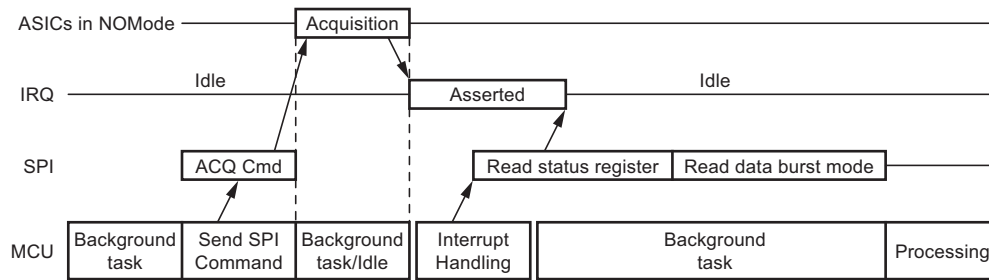 ASICs in NOMode
Acquisition
Idle
Idle
IRQ
Asserted
SPI
ACQ Cmd
Read status register
Read data burst mode
MCU
Background
task
Send SPI
Command
Background
task/Idle
Interrupt
Handling
Background
task
Processing